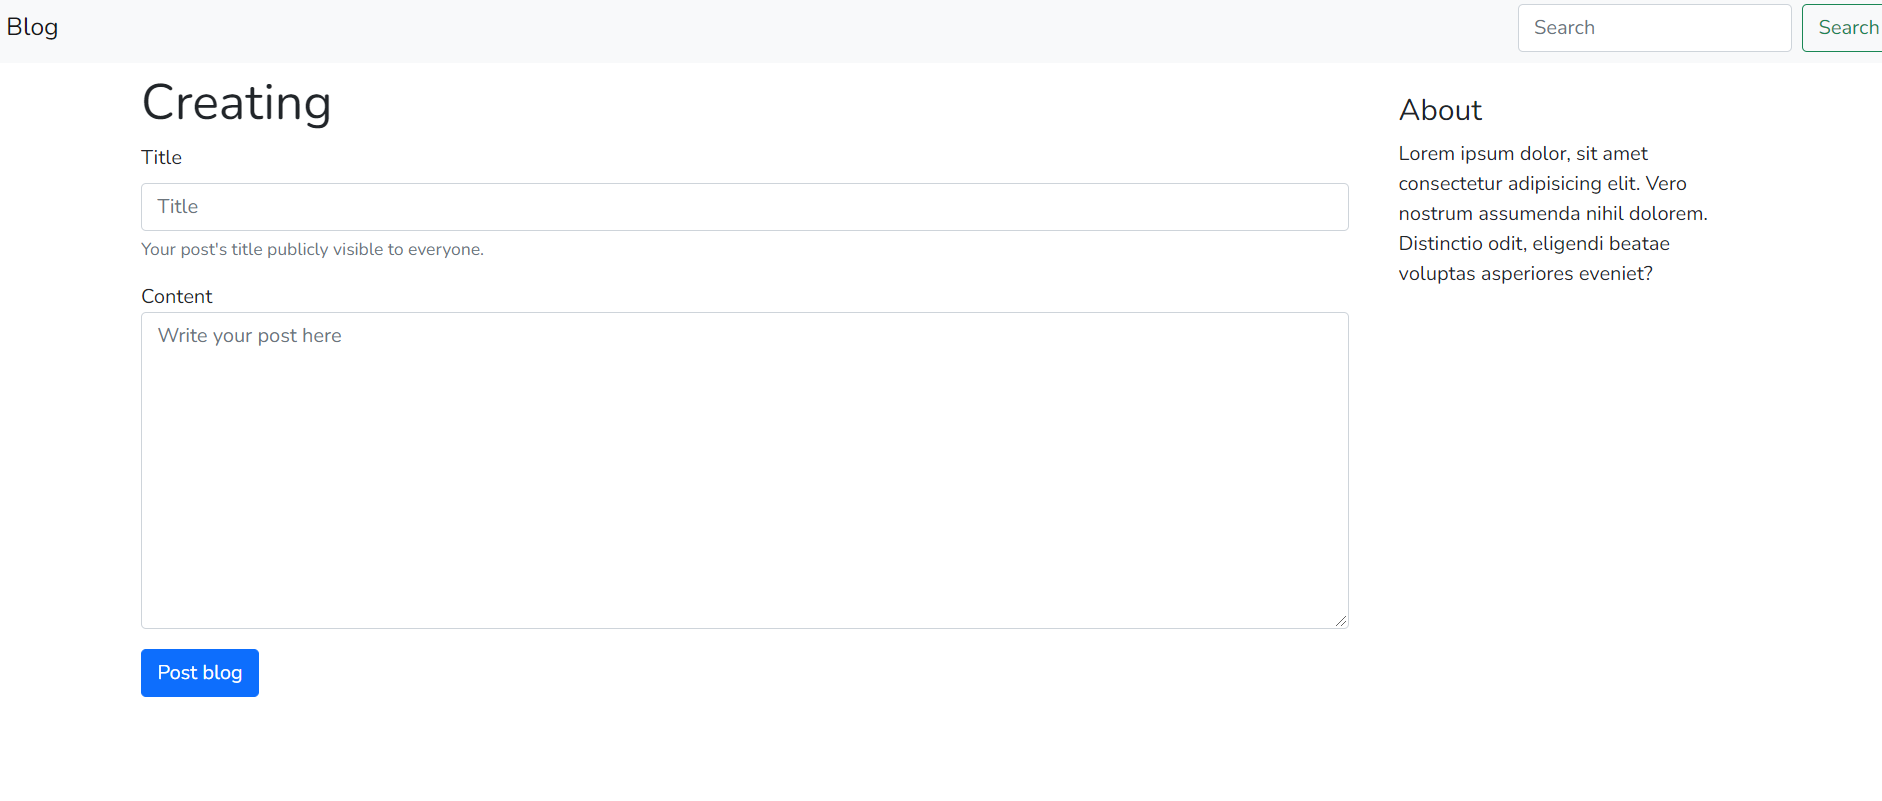 Blog
Search
Search
Creating
Title
Title
Your post's title publicly visible to everyone.
Content
Write your post here
Post blog
About
Lorem ipsum dolor, sit amet
consectetur adipisicing elit. Vero
nostrum assumenda nihil dolorem.
Distinctio odit, eligendi beatae
voluptas asperiores eveniet?